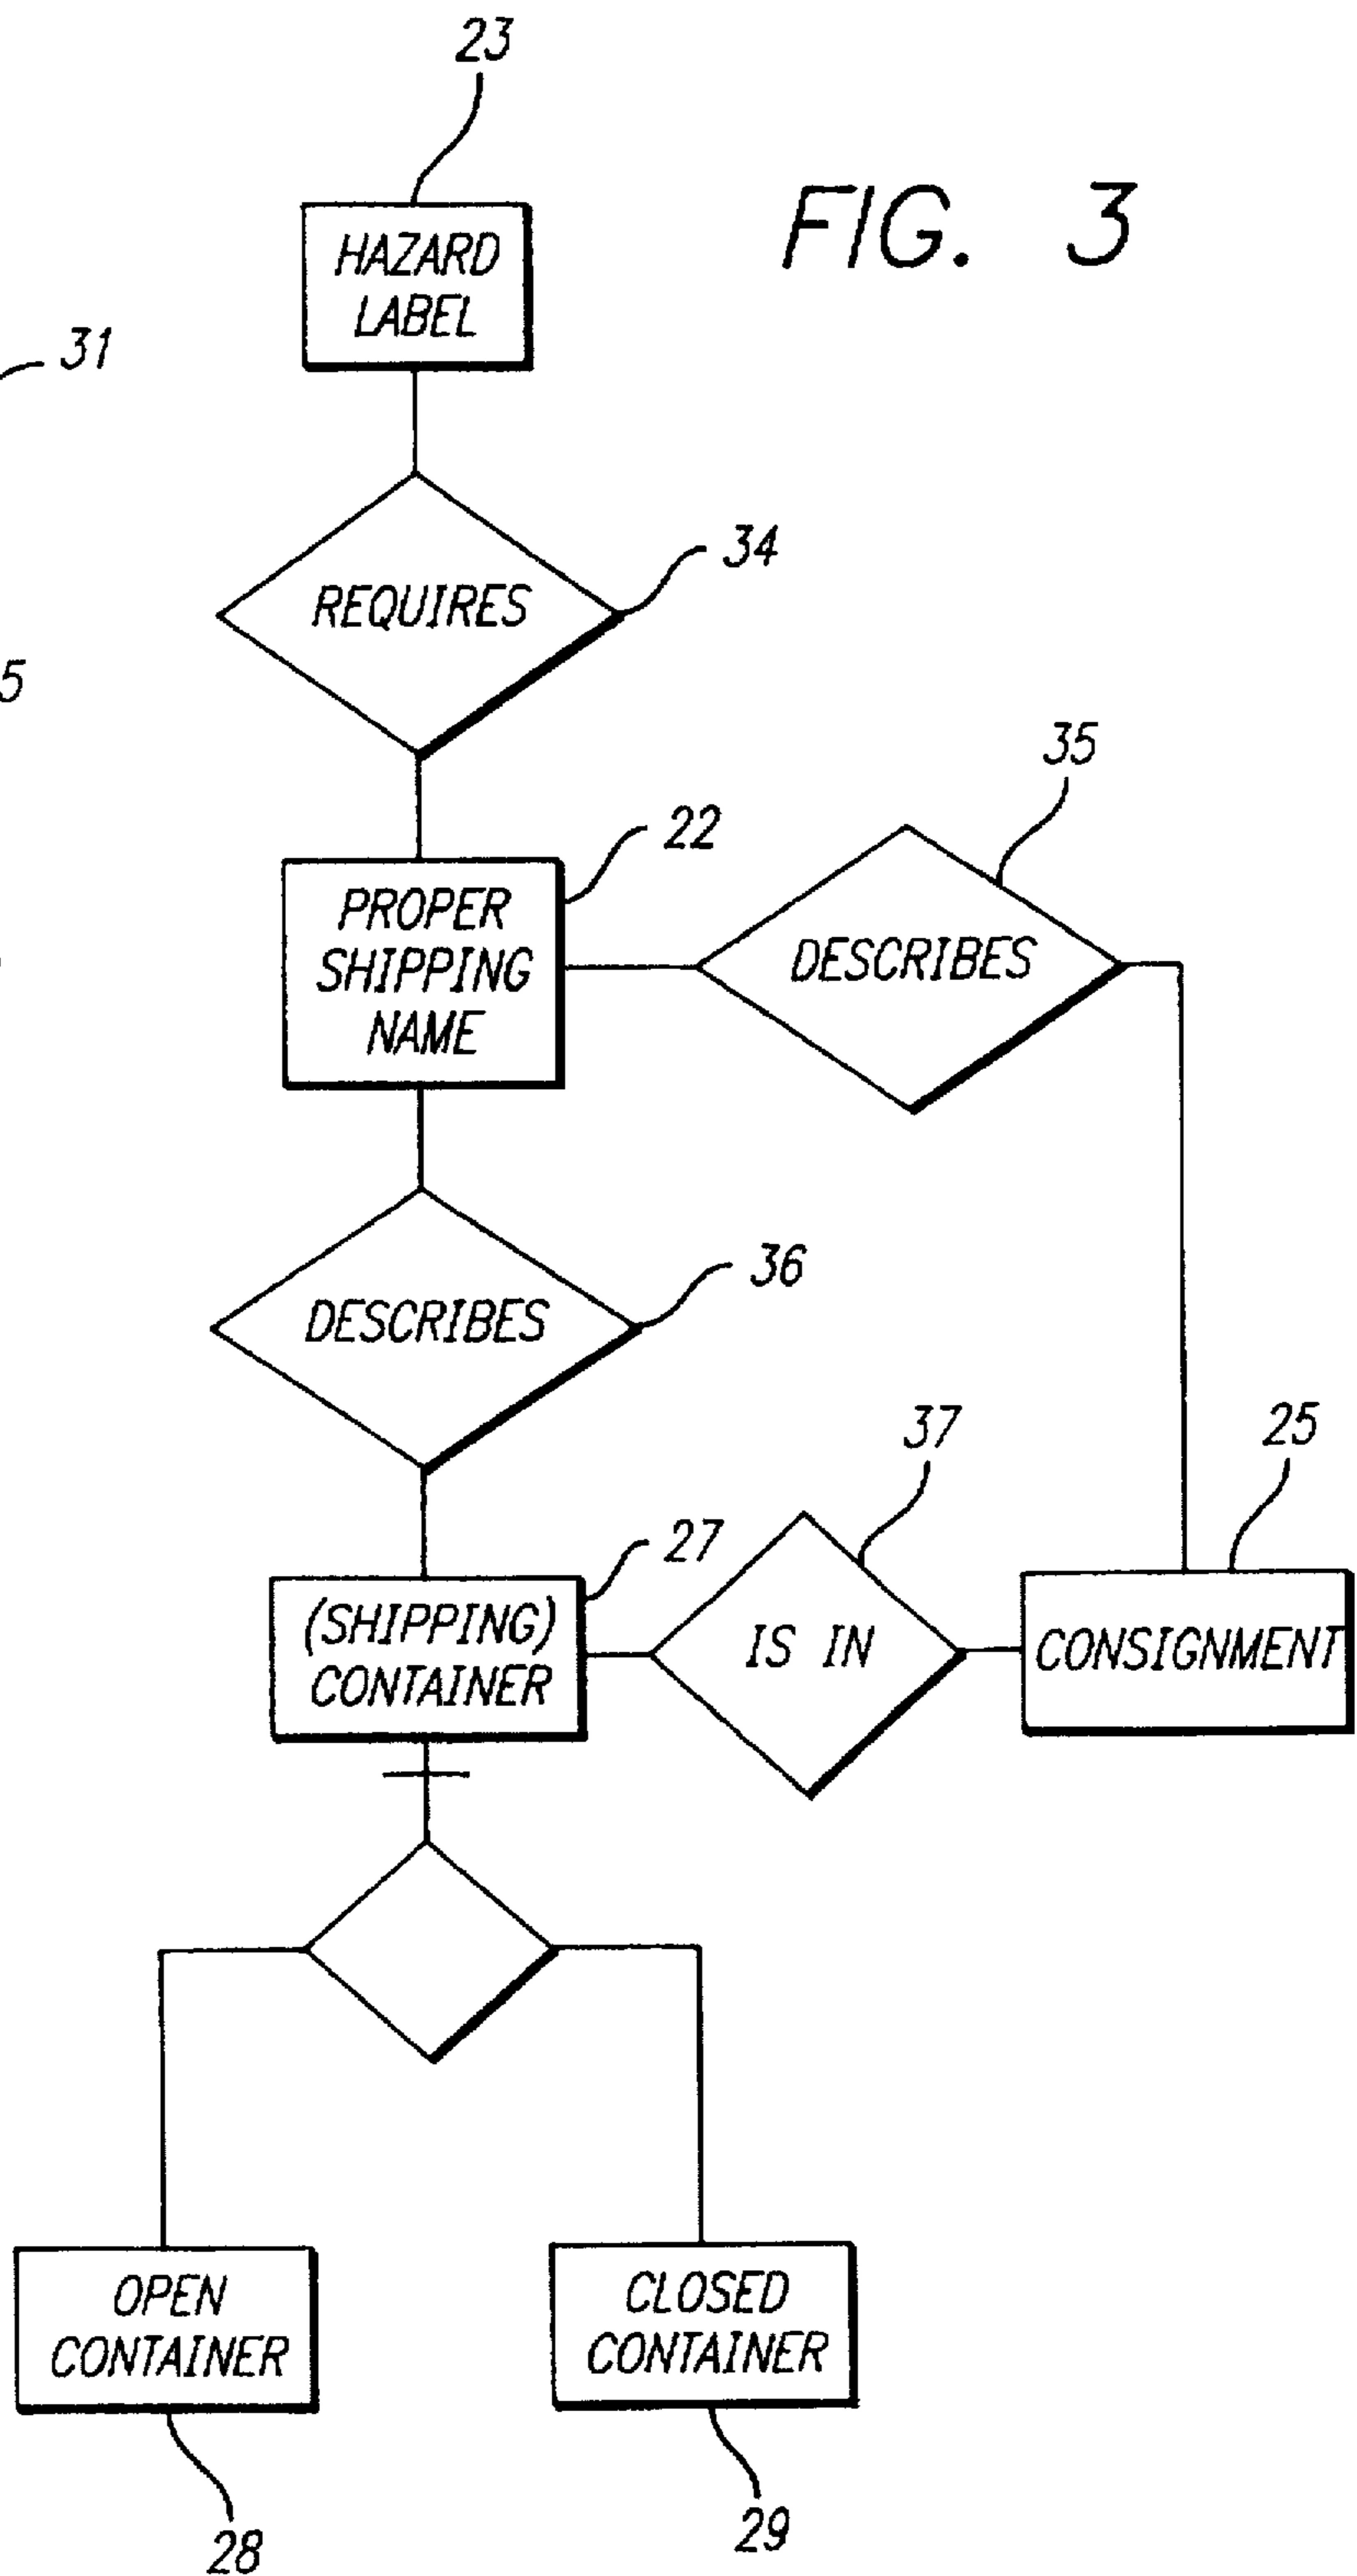 23
FIG. 3
HAZARD
LABEL
31
34
REQUIRES
5
35
22
PROPER
SHIPPING
NAME
DESCRIBES
36
DESCRIBES
37
25
27
(SHIPPING)
CONTAINER
IS IN
CONSIGNMENT
OPEN
CONTAINER
CLOSED
CONTAINER
28
29